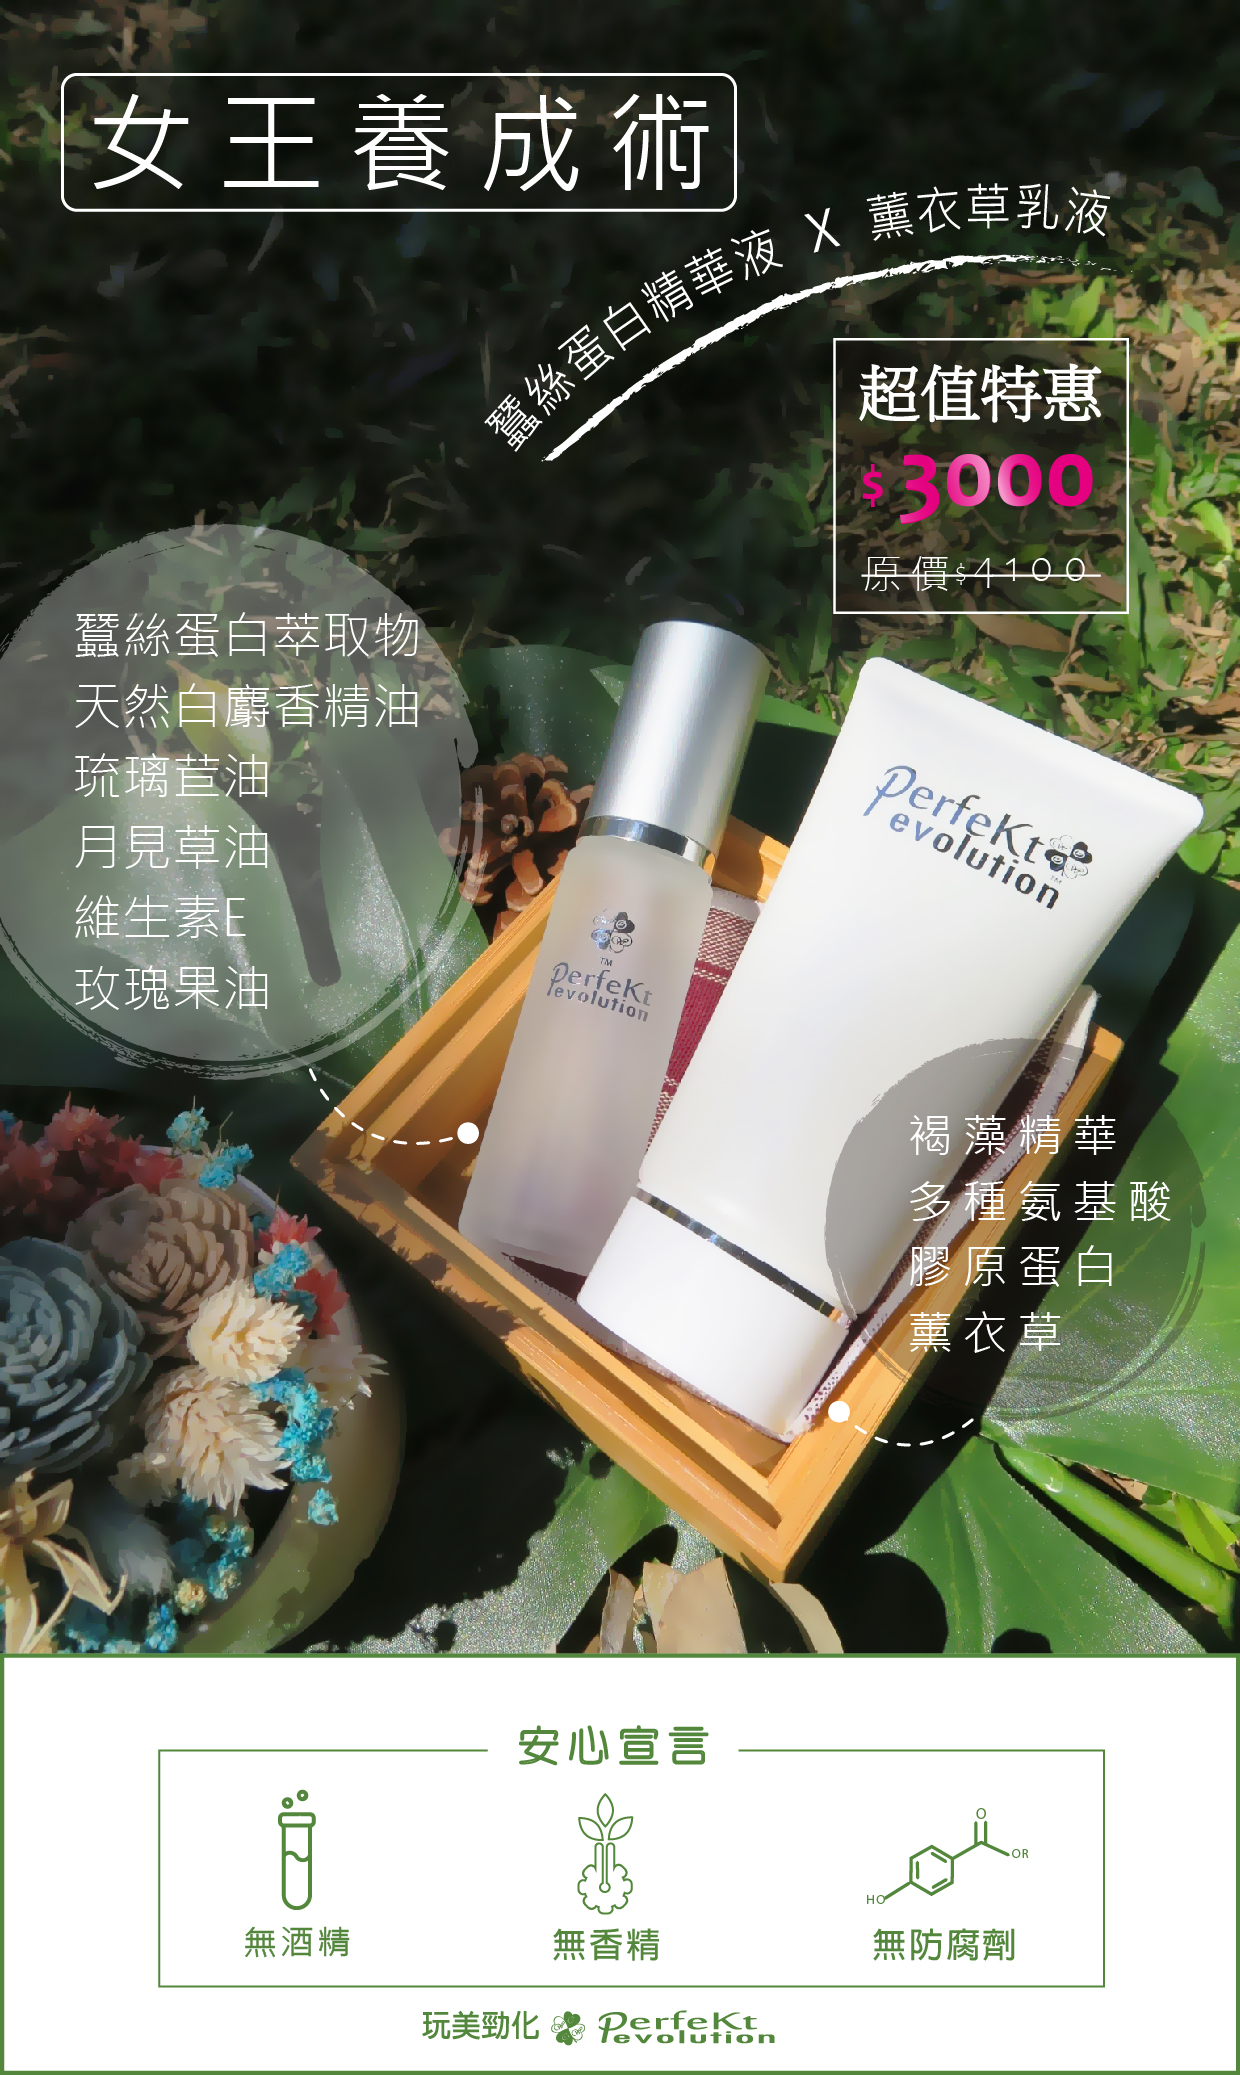 女王養成術
蠶絲蛋白精華液 X 薰衣草乳液
超值特惠
$3000
原價$4100
蠶絲蛋白萃取物
天然白麝香精油
琉璃苣油
月見草油
維生素E
玫瑰果油
PerfeKt
evolution
TM
TM
PerfeKt
evolution
褐藻精華
多種氨基酸
膠原蛋白
薰衣草
安心宣言
O
OR
HO
無酒精
無香精
無防腐劑
玩美勁化 PerfeKt
evolution